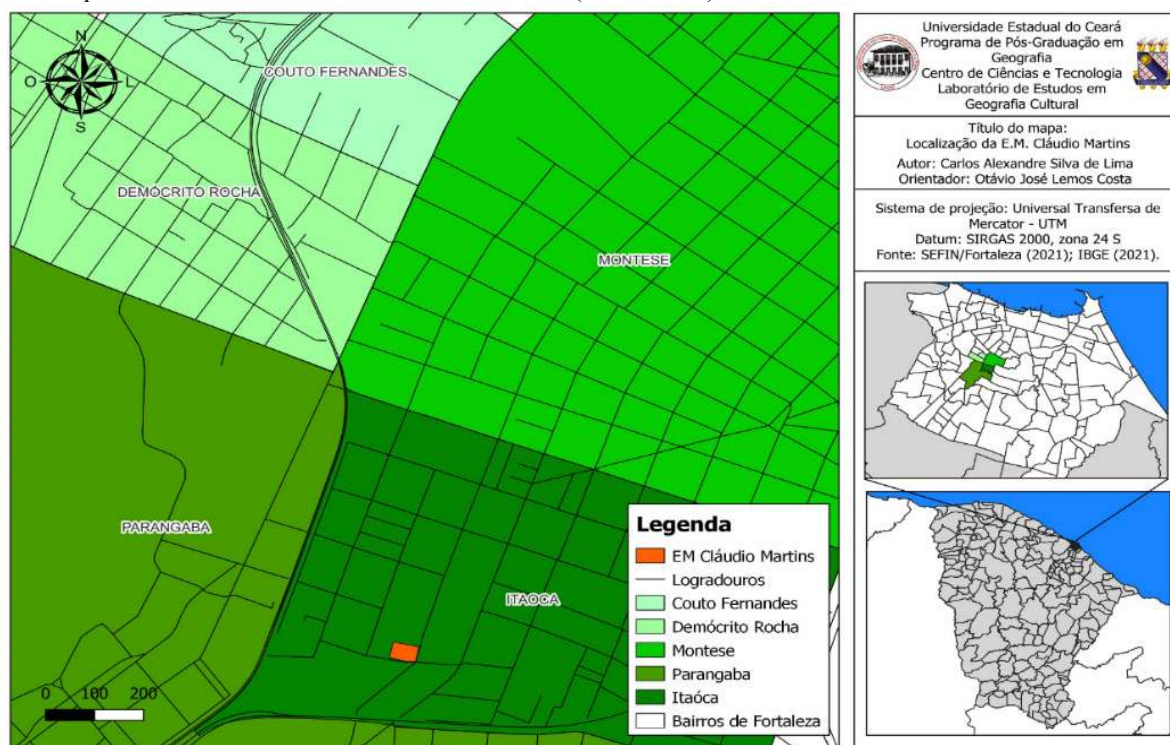 N
O
L
S
COUTO FERNANDES
DEMÓCRITO ROCHA
MONTESE
PARANGABA
ITAOCA
0 100 200
Legenda
EM Cláudio Martins
Logradouros
Couto Fernandes
Demócrito Rocha
Montese
Parangaba
Itaóca
Bairros de Fortaleza
Universidade Estadual do Ceará
Programa de Pós-Graduação em
Geografia
Centro de Ciências e Tecnologia
Laboratório de Estudos em
Geografia Cultural
Título do mapa:
Localização da E.M. Cláudio Martins
Autor: Carlos Alexandre Silva de Lima
Orientador: Otávio José Lemos Costa
Sistema de projeção: Universal Transfersa de
Mercator - UTM
Datum: SIRGAS 2000, zona 24 S
Fonte: SEFIN/Fortaleza (2021); IBGE (2021).